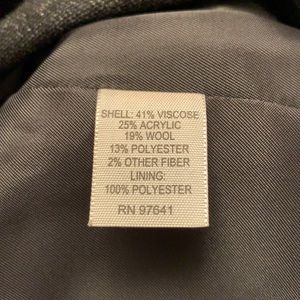 SHELL: 41% VISCOSE
25% ACRYLIC
19% WOOL
13% POLYESTER
2% OTHER FIBER
LINING:
100% POLYESTER
RN 97641